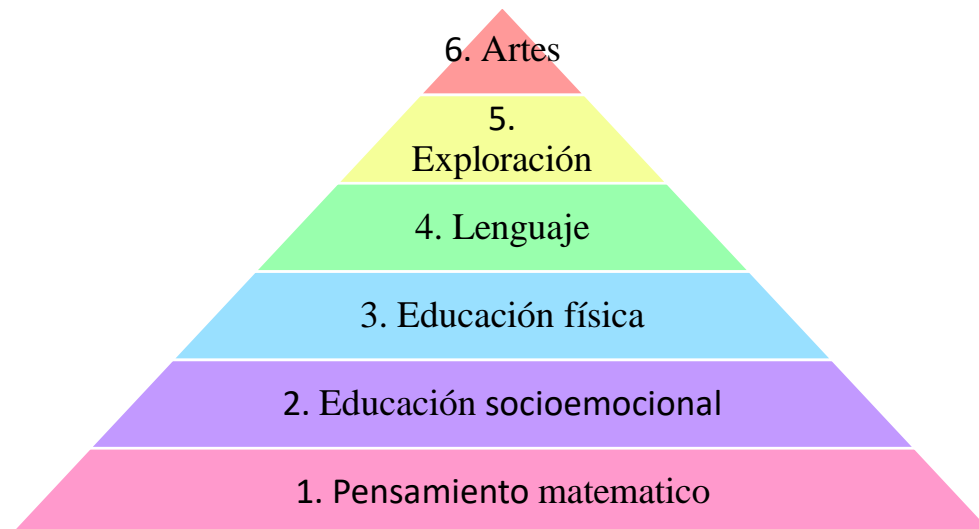 6. Artes
5.
Exploración
4. Lenguaje
3. Educación física
2. Educación socioemocional
1. Pensamiento matematico